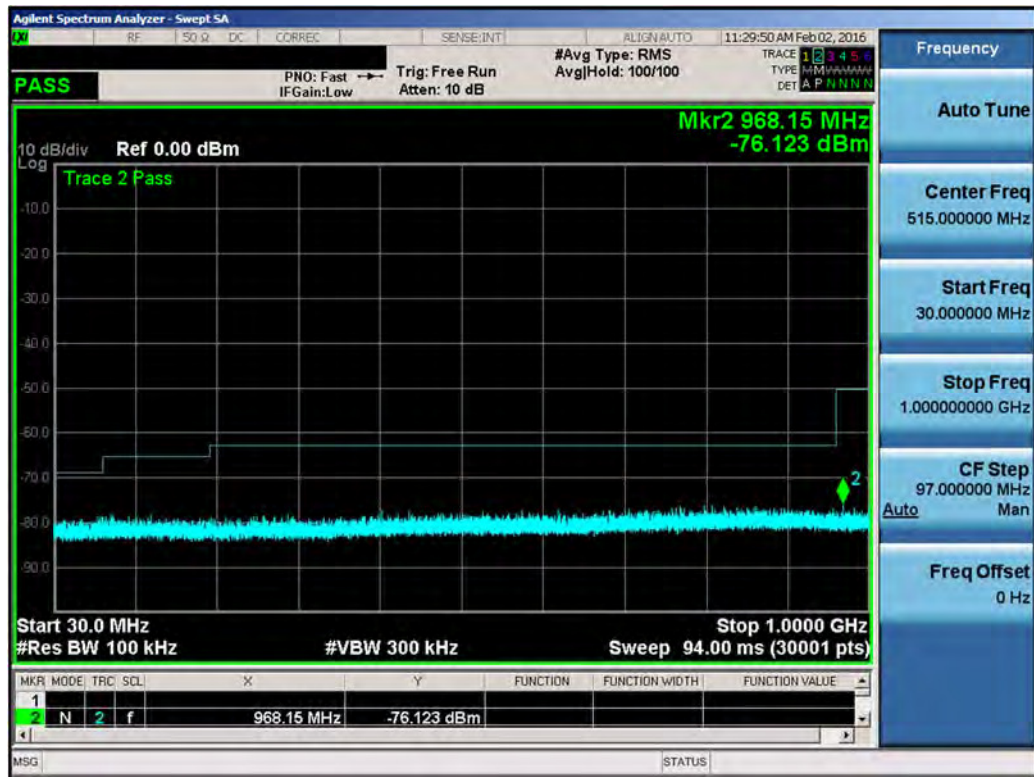 Agilent Spectrum Analyzer - Swept SA
RF 50 Ω DC CORREC SENSE:INT ALIGN AUTO 11:29:50 AM Feb 02, 2016
Frequency
PASS
PNO: Fast
IFGain:Low
Trig: Free Run
Atten: 10 dB
#Avg Type: RMS
Avg|Hold: 100/100
TRACE 1 2 3 4 5 6
TYPE
DET A P N N N N
Mkr2 968.15 MHz
-76.123 dBm
10 dB/div Ref 0.00 dBm
Log
Trace 2 Pass
-10.0
-20.0
-30.0
-40.0
-50.0
-60.0
-70.0
-80.0
-90.0
2
Start 30.0 MHz Stop 1.0000 GHz
#Res BW 100 kHz #VBW 300 kHz Sweep 94.00 ms (30001 pts)
MKR MODE TRC SCL X Y FUNCTION FUNCTION WIDTH FUNCTION VALUE
1
2 N 2 f 968.15 MHz -76.123 dBm
MSG STATUS
Auto Tune
Center Freq
515.000000 MHz
Start Freq
30.000000 MHz
Stop Freq
1.000000000 GHz
CF Step
97.000000 MHz
Auto Man
Freq Offset
0 Hz